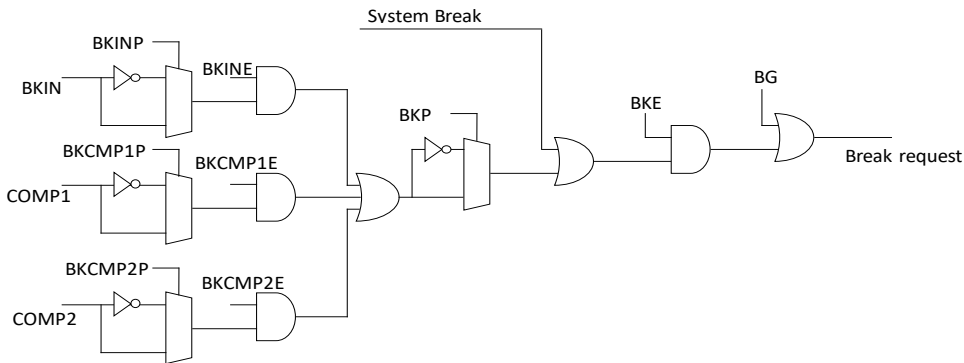 System Break
BKINP
BKINE
BKIN
BG
BKE
BKP
BKCMP1P
BKCMP1E
Break request
COMP1
BKCMP2P
BKCMP2E
COMP2